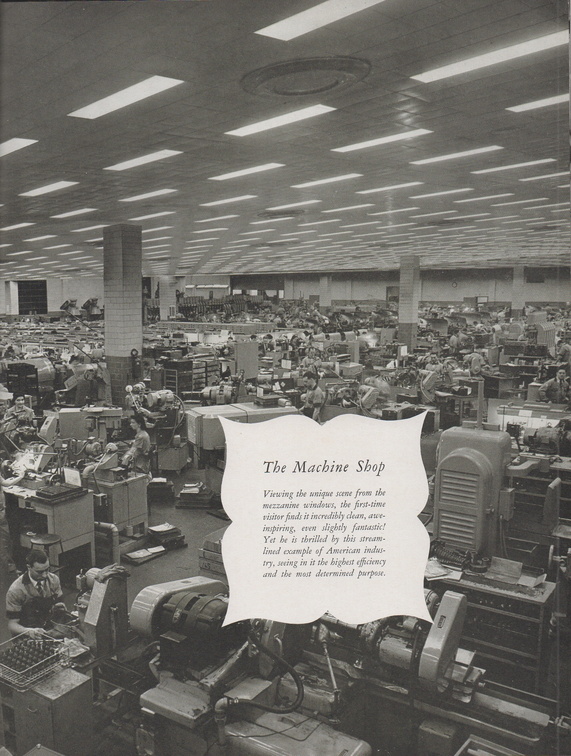 The Machine Shop
Viewing the unique scene from the
mezzanine windows, the first-time
visitor finds it incredibly clean, awe-
inspiring, even slightly fantastic!
Yet he is thrilled by this stream-
lined example of American indus-
try, seeing in it the highest efficiency
and the most determined purpose.